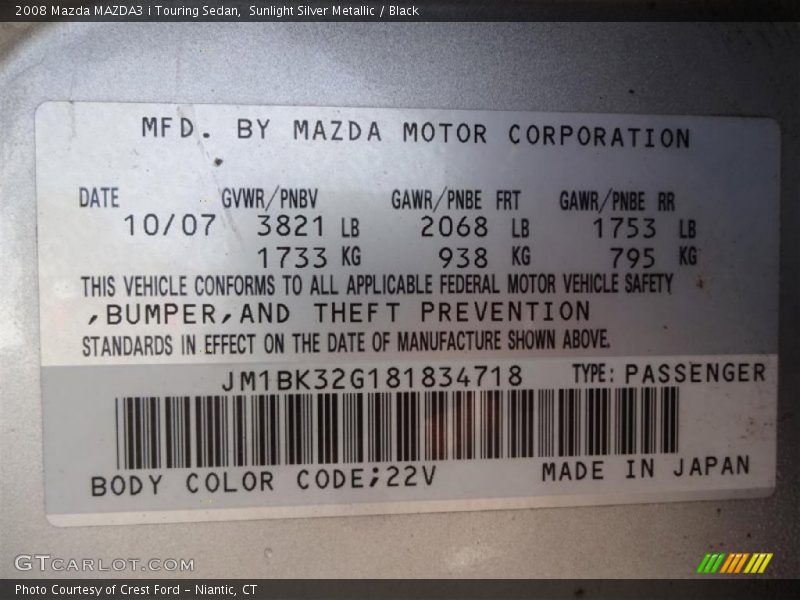 2008 Mazda MAZDA3 i Touring Sedan, Sunlight Silver Metallic / Black
MFD. BY MAZDA MOTOR CORPORATION
DATE GVWR/PNBV GAWR/PNBE FRT GAWR/PNBE RR
10/07 3821 LB 2068 LB 1753 LB
1733 KG 938 KG 795 KG
THIS VEHICLE CONFORMS TO ALL APPLICABLE FEDERAL MOTOR VEHICLE SAFETY
,BUMPER,AND THEFT PREVENTION
STANDARDS IN EFFECT ON THE DATE OF MANUFACTURE SHOWN ABOVE.
JM1BK32G181834718 TYPE: PASSENGER
BODY COLOR CODE;22V MADE IN JAPAN
GTCARLOT.COM
Photo Courtesy of Crest Ford – Niantic, CT